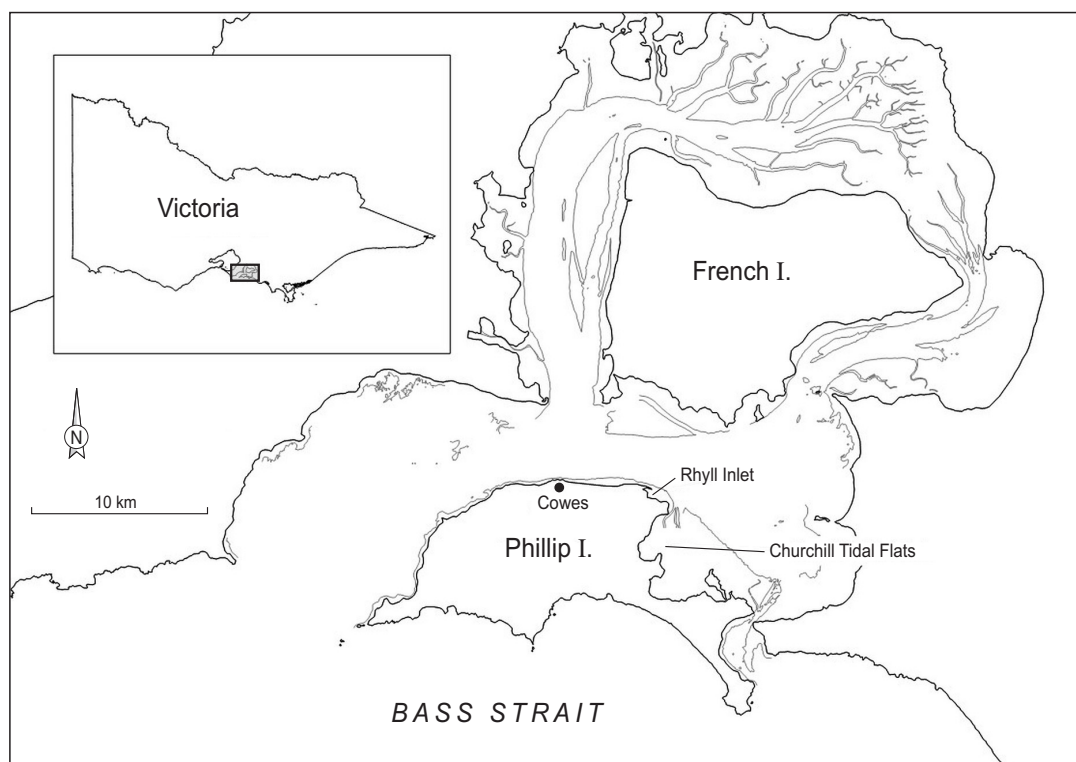 Victoria
French I.
N
10 km
Rhyll Inlet
Cowes
Phillip I.
Churchill Tidal Flats
BASS STRAIT